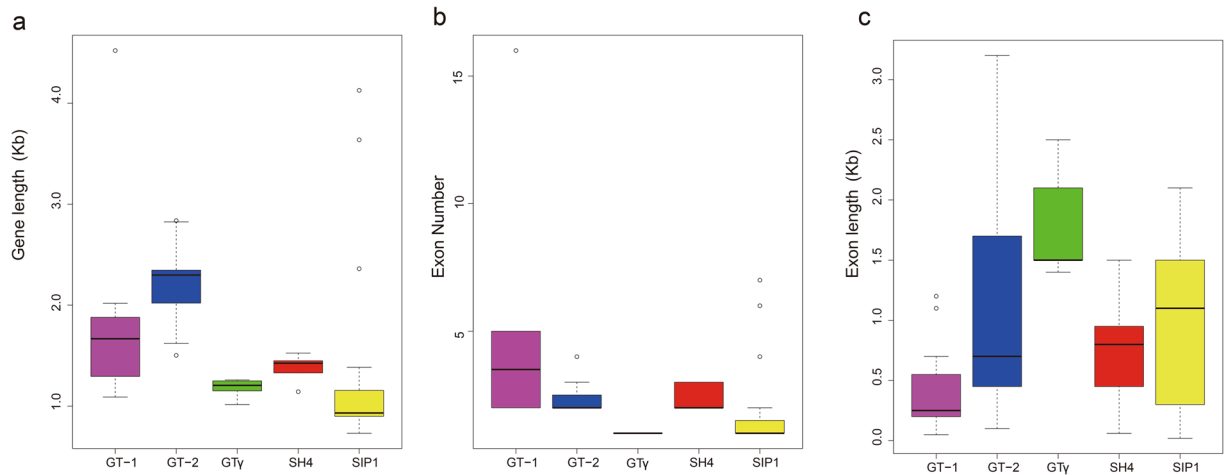 a
Gene length (Kb)
4.0
3.0
2.0
1.0
GT−1
GT−2
GTγ
SH4
SIP1
b
Exon Number
15
10
5
GT−1
GT−2
GTγ
SH4
SIP1
c
Exon length (Kb)
3.0
2.5
2.0
1.5
1.0
0.5
0.0
GT−1
GT−2
GTγ
SH4
SIP1